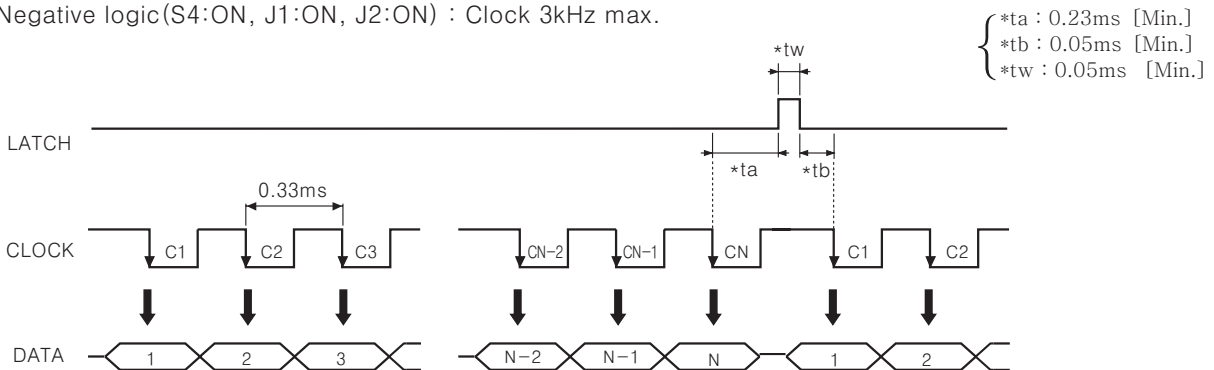 Negative logic(S4:ON, J1:ON, J2:ON) : Clock 3kHz max.
*ta : 0.23ms [Min.]
*tb : 0.05ms [Min.]
*tw : 0.05ms [Min.]
*tw
LATCH
*ta *tb
0.33ms
CLOCK C1 C2 C3 CN-2 CN-1 CN C1 C2
DATA 1 2 3 N-2 N-1 N 1 2